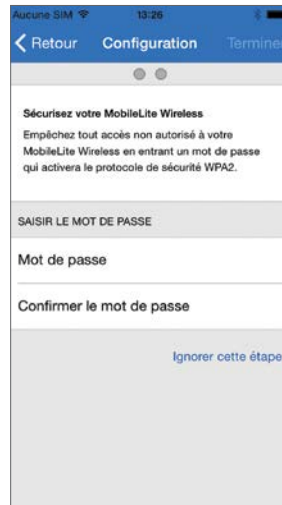 Aucune SIM 13:26
Retour Configuration Terminer
Sécurisez votre MobileLite Wireless
Empêchez tout accès non autorisé à votre
MobileLite Wireless en entrant un mot de passe
qui activera le protocole de sécurité WPA2.
SAISIR LE MOT DE PASSE
Mot de passe
Confirmer le mot de passe
Ignorer cette étape